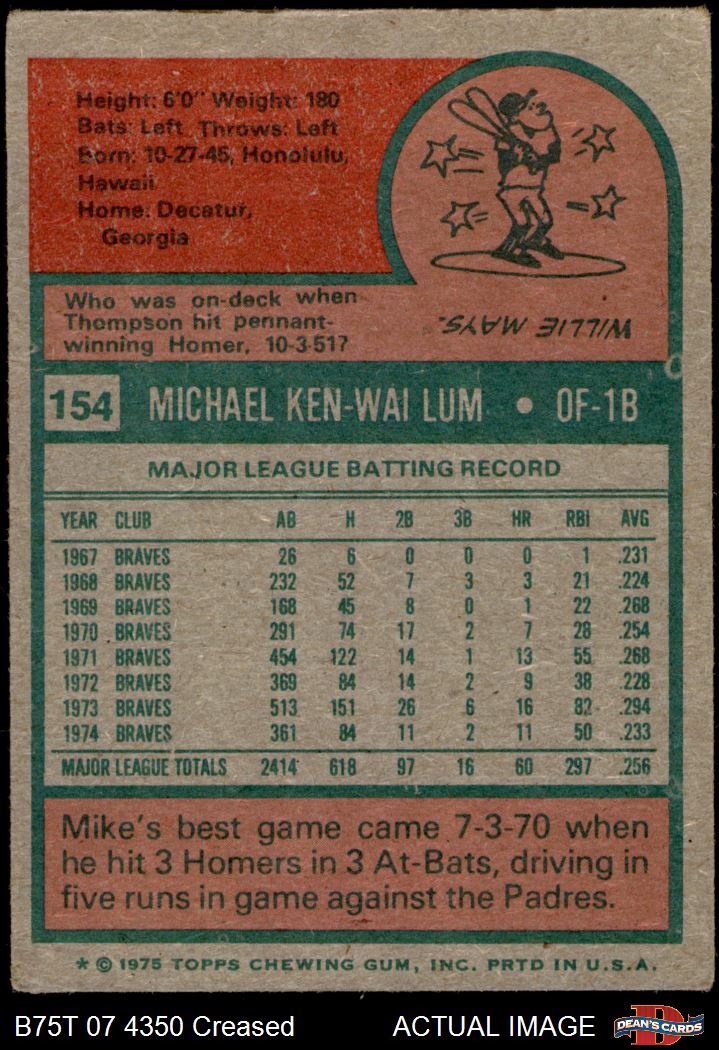 Height: 6'0" Weight: 180
Bats: Left Throws: Left
Born: 10-27-45, Honolulu,
Hawaii
Home: Decatur,
Georgia
Who was on-deck when
Thompson hit pennant-
winning Homer, 10-3-51?
WILLIE MAYS.
154 MICHAEL KEN-WAI LUM • OF-1B
MAJOR LEAGUE BATTING RECORD
YEAR CLUB AB H 2B 3B HR RBI AVG
1967 BRAVES 26 6 0 0 0 1 .231
1968 BRAVES 232 52 7 3 3 21 .224
1969 BRAVES 168 45 8 0 1 22 .268
1970 BRAVES 291 74 17 2 7 28 .254
1971 BRAVES 454 122 14 1 13 55 .268
1972 BRAVES 369 84 14 2 9 38 .228
1973 BRAVES 513 151 26 6 16 82 .294
1974 BRAVES 361 84 11 2 11 50 .233
MAJOR LEAGUE TOTALS 2414 618 97 16 60 297 .256
Mike's best game came 7-3-70 when
he hit 3 Homers in 3 At-Bats, driving in
five runs in game against the Padres.
* © 1975 TOPPS CHEWING GUM, INC. PRTD IN U.S.A.
B75T 07 4350 Creased ACTUAL IMAGE DEAN'S CARDS